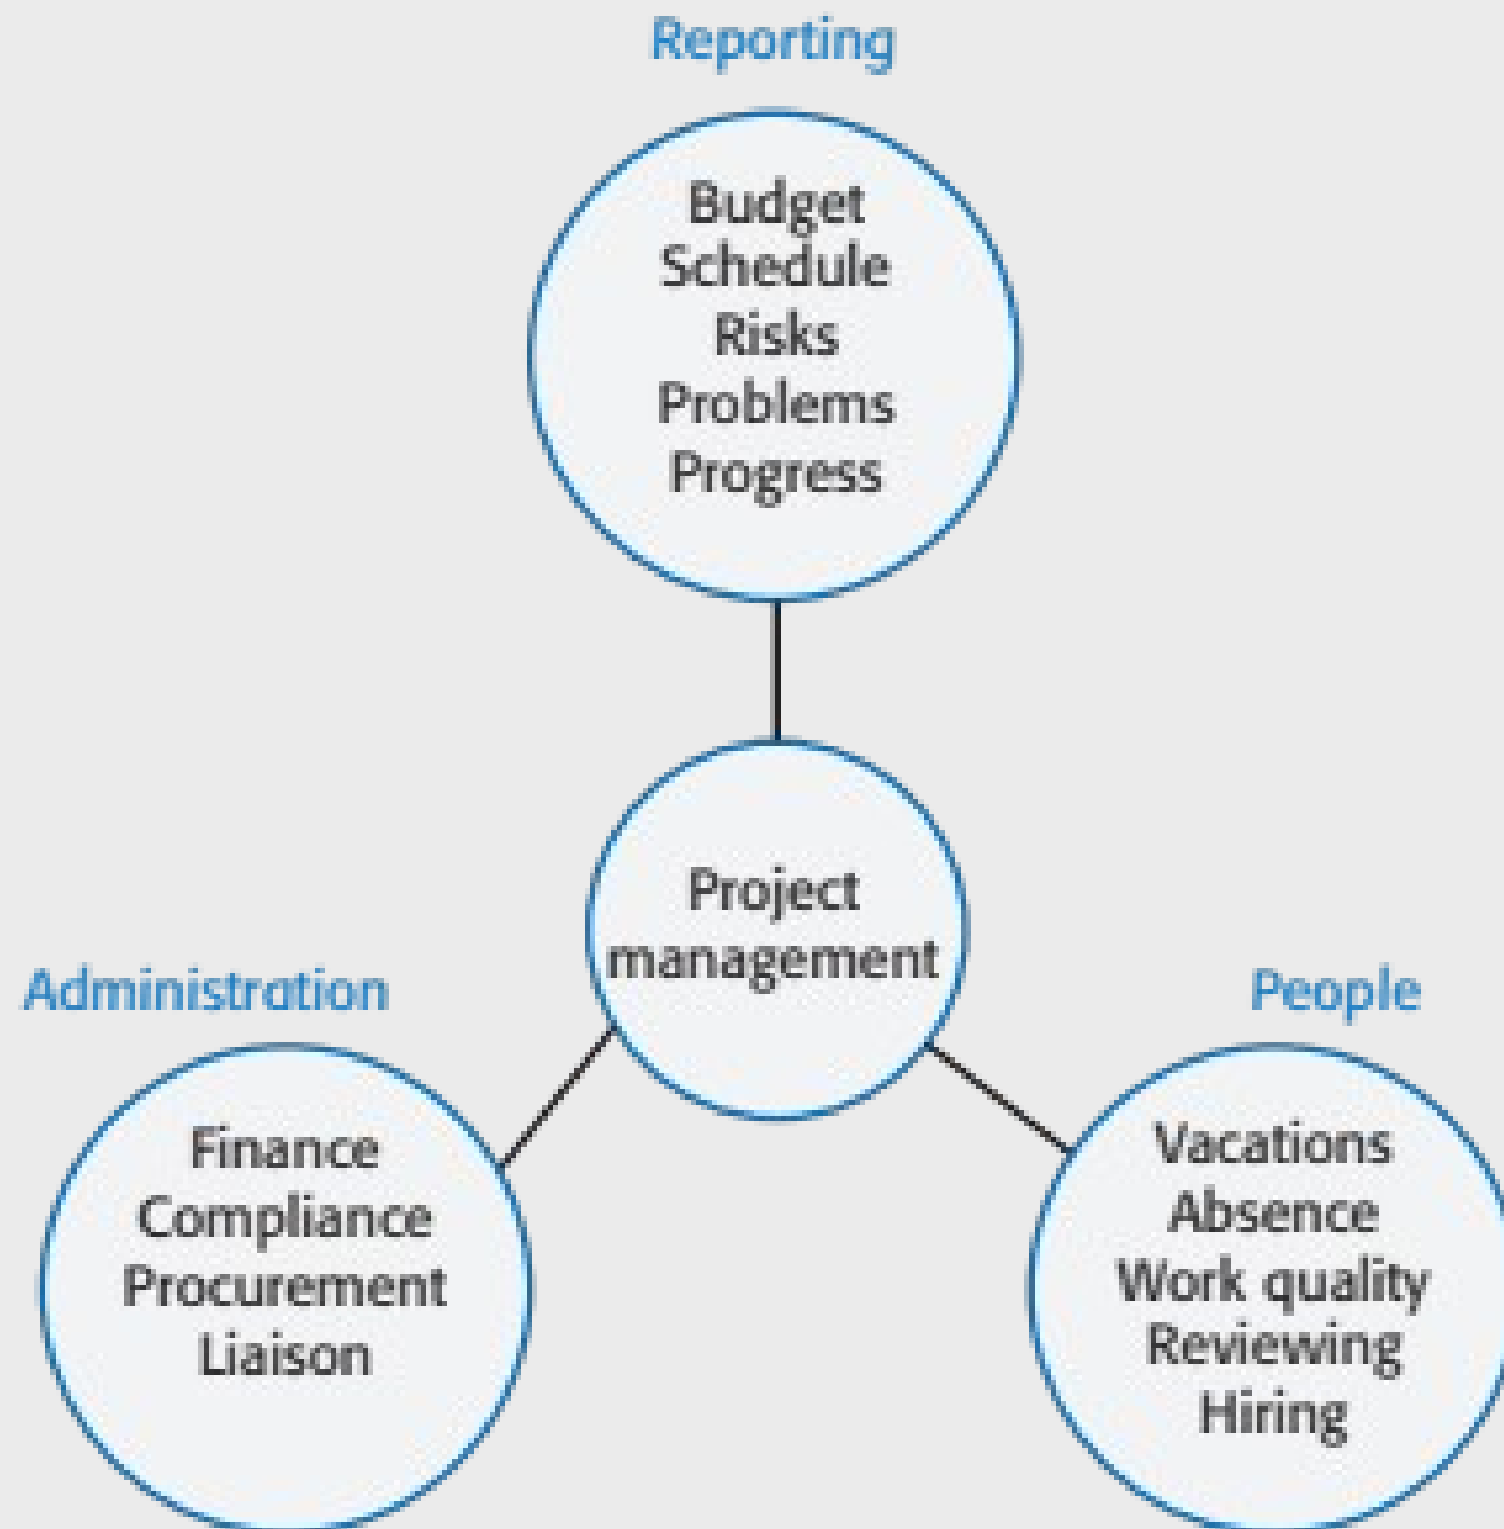 Reporting
Budget
Schedule
Risks
Problems
Progress
Project
management
Administration
Finance
Compliance
Procurement
Liaison
People
Vacations
Absence
Work quality
Reviewing
Hiring